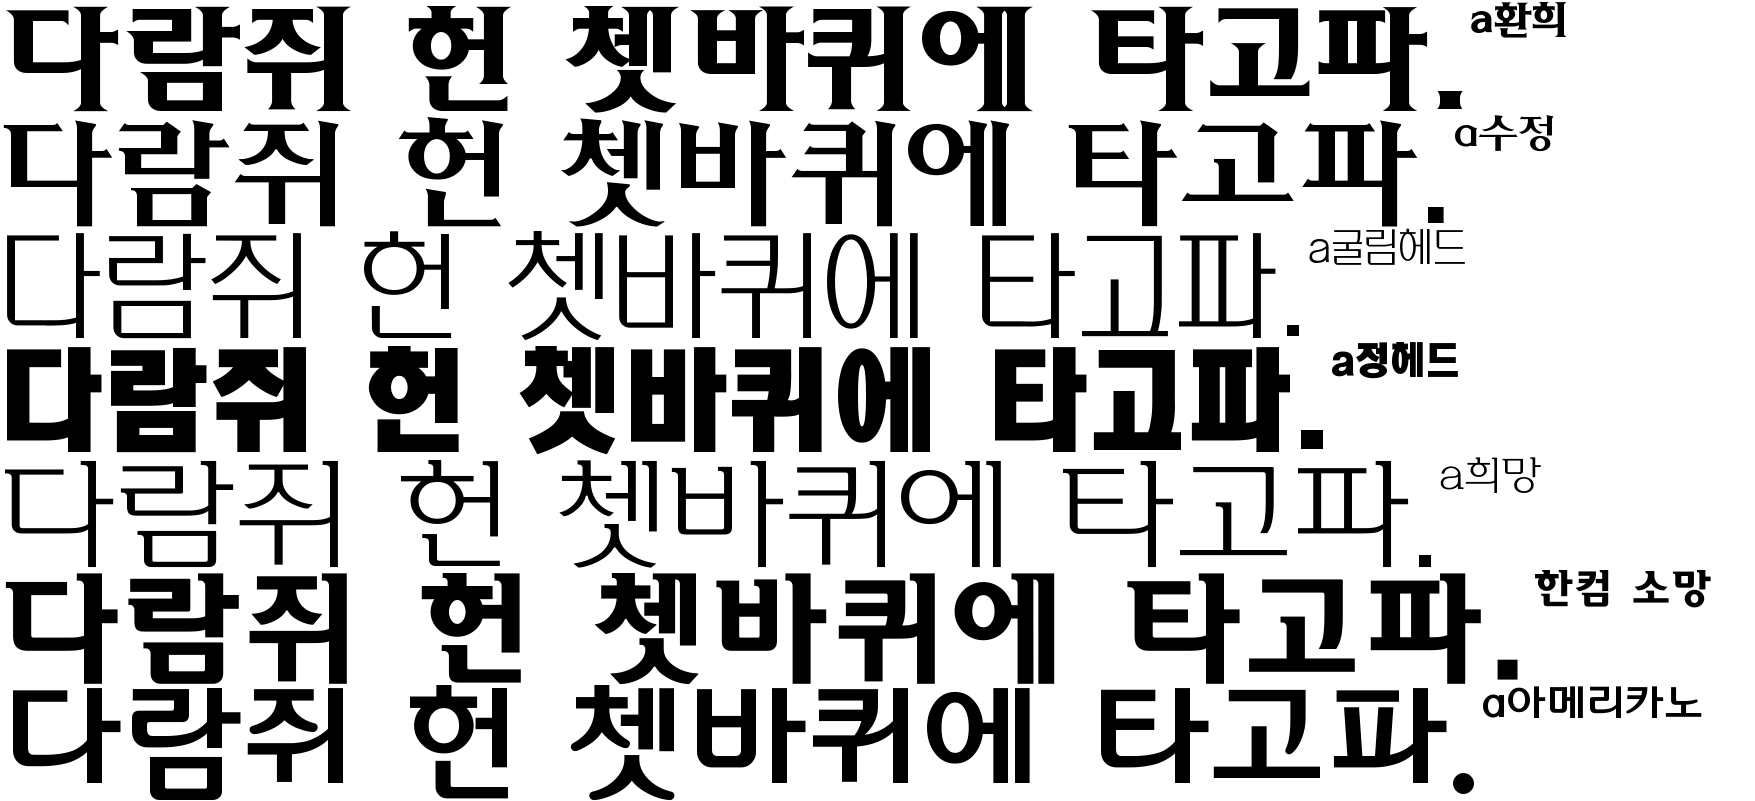 다람쥐 헌 쳇바퀴에 타고파. a환희
다람쥐 헌 쳇바퀴에 타고파. a수정
다람쥐 헌 쳇바퀴에 타고파. a굴림헤드
다람쥐 헌 쳇바퀴에 타고파. a정헤드
다람쥐 헌 쳇바퀴에 타고파. a희망
다람쥐 헌 쳇바퀴에 타고파. 한컴 소망
다람쥐 헌 쳇바퀴에 타고파. a아메리카노